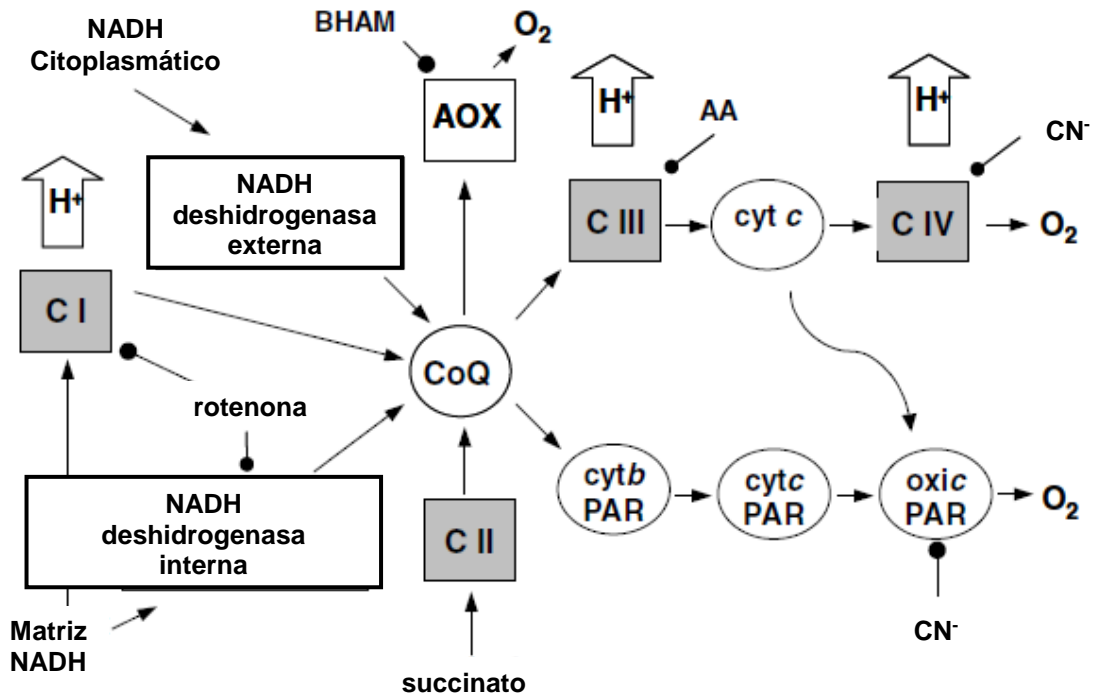 NADH
Citoplasmático
BHAM
O₂
AOX
H⁺
H⁺
AA
CN⁻
H⁺
NADH
deshidrogenasa
externa
C III
cyt c
C IV
O₂
C I
CoQ
rotenona
NADH
deshidrogenasa
interna
cytb
PAR
cytc
PAR
oxic
PAR
O₂
C II
Matriz
NADH
CN⁻
succinato